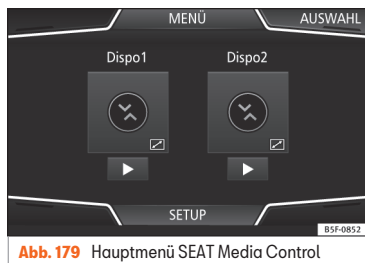 MENÜ AUSWAHL
Dispo1 Dispo2
SETUP
B5F-0852
Abb. 179 Hauptmenü SEAT Media Control